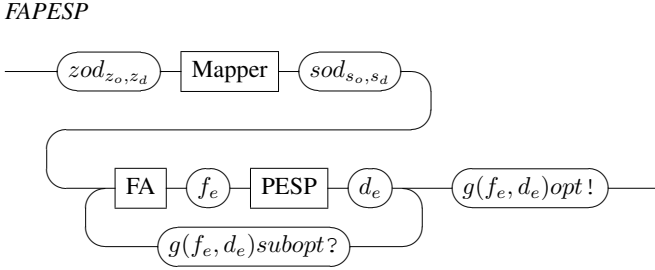 FAPESP
zod_{z_o,z_d} Mapper sod_{s_o,s_d}
FA f_e PESP d_e g(f_e, d_e)opt!
g(f_e, d_e)subopt?